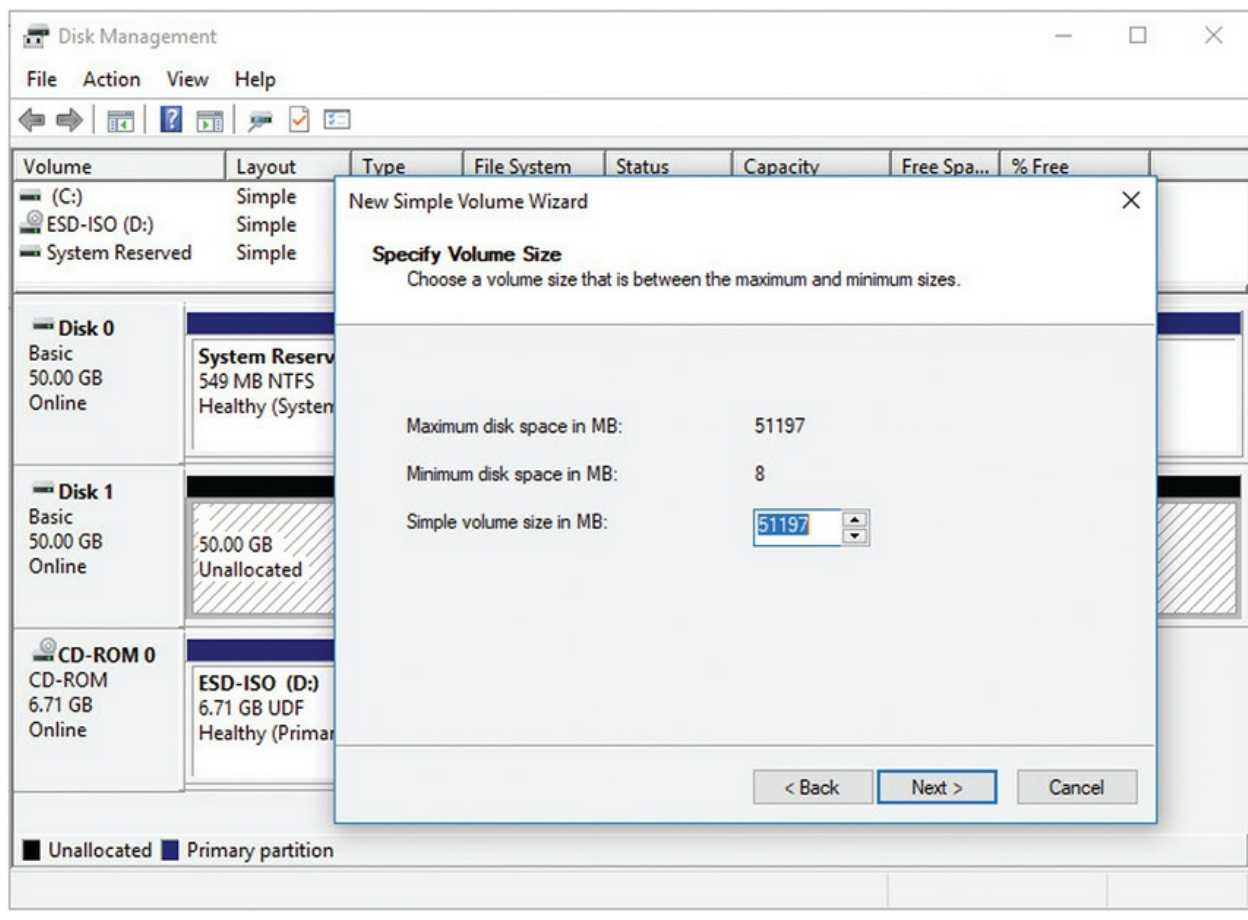 Disk Management
File Action View Help
Volume Layout Type File System Status Capacity Free Spa... % Free
(C:) Simple
ESD-ISO (D:) Simple
System Reserved Simple
New Simple Volume Wizard
Specify Volume Size
Choose a volume size that is between the maximum and minimum sizes.
Disk 0
Basic
50.00 GB
Online
System Reserv
549 MB NTFS
Healthy (System
Maximum disk space in MB: 51197
Minimum disk space in MB: 8
Simple volume size in MB: 51197
Disk 1
Basic
50.00 GB
Online
50.00 GB
Unallocated
CD-ROM 0
CD-ROM
6.71 GB
Online
ESD-ISO (D:)
6.71 GB UDF
Healthy (Primar
< Back Next > Cancel
Unallocated Primary partition